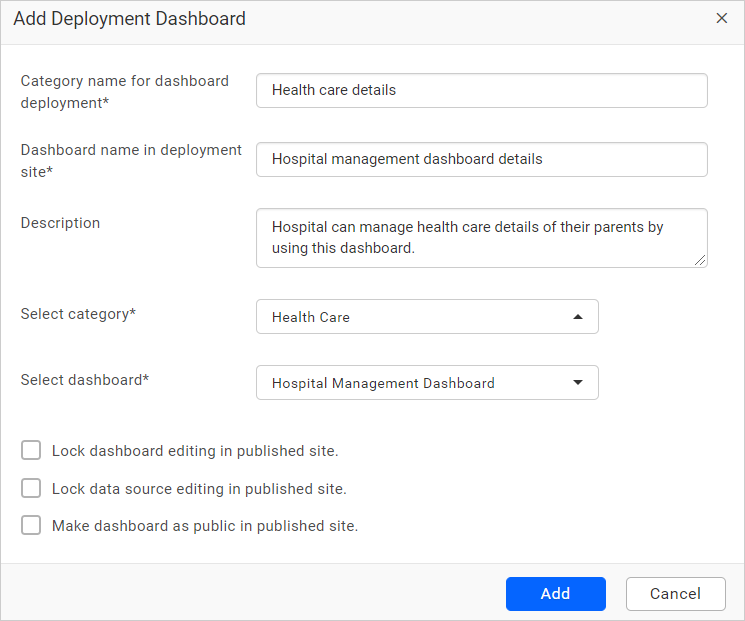 Add Deployment Dashboard
Category name for dashboard
deployment*
Health care details
Dashboard name in deployment
site*
Hospital management dashboard details
Description
Hospital can manage health care details of their parents by
using this dashboard.
Select category*
Health Care
Select dashboard*
Hospital Management Dashboard
Lock dashboard editing in published site.
Lock data source editing in published site.
Make dashboard as public in published site.
Add
Cancel